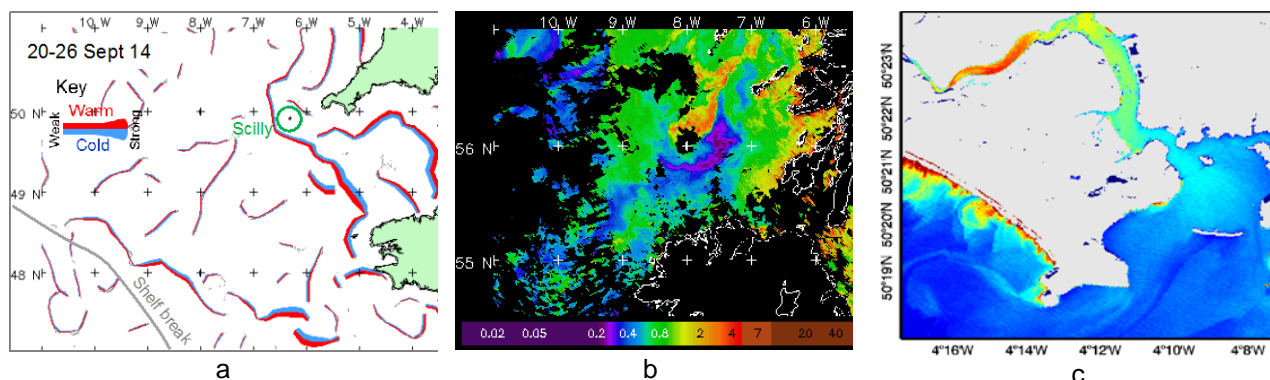 10 W 9 W 8 W 7 W 6 W 5 W 4 W
20-26 Sept 14
Key
Warm
Weak
Strong
Cold
50 N
Scilly
49 N
48 N
Shelf break
a
10 W 9 W 8 W 7 W 6 W
56 N
55 N
0.02 0.05 0.2 0.4 0.8 2 4 7 20 40
b
50°23'N
50°22'N
50°21'N
50°20'N
50°19'N
4°16'W 4°14'W 4°12'W 4°10'W 4°8'W
c